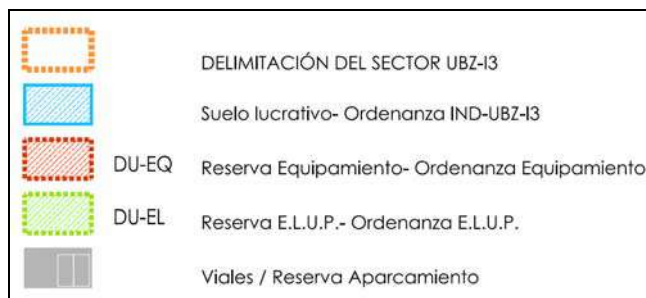 DELIMITACIÓN DEL SECTOR UBZ-I3
Suelo lucrativo- Ordenanza IND-UBZ-I3
DU-EQ Reserva Equipamiento- Ordenanza Equipamiento
DU-EL Reserva E.L.U.P.- Ordenanza E.L.U.P.
Viales / Reserva Aparcamiento